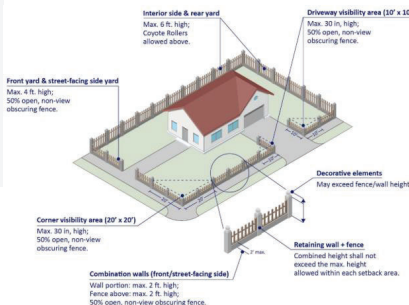 Interior side & rear yard
Max. 6 ft. high;
Coyote Rollers
allowed above.
Driveway visibility area (10' x 10
Max. 30 in, high;
50% open, non-view
obscuring fence.
Front yard & street-facing side yard
Max. 4 ft. high;
50% open, non-view
obscuring fence.
Decorative elements
May exceed fence/wall height
Corner visibility area (20' x 20')
Max. 30 in, high;
50% open, non-view
obscuring fence.
Retaining wall + fence
Combined height shall not
exceed the max. height
allowed within each setback area.
Combination walls (front/street-facing side)
Wall portion: max. 2 ft. high;
Fence above: max. 2 ft. high;
50% open, non-view obscuring fence.